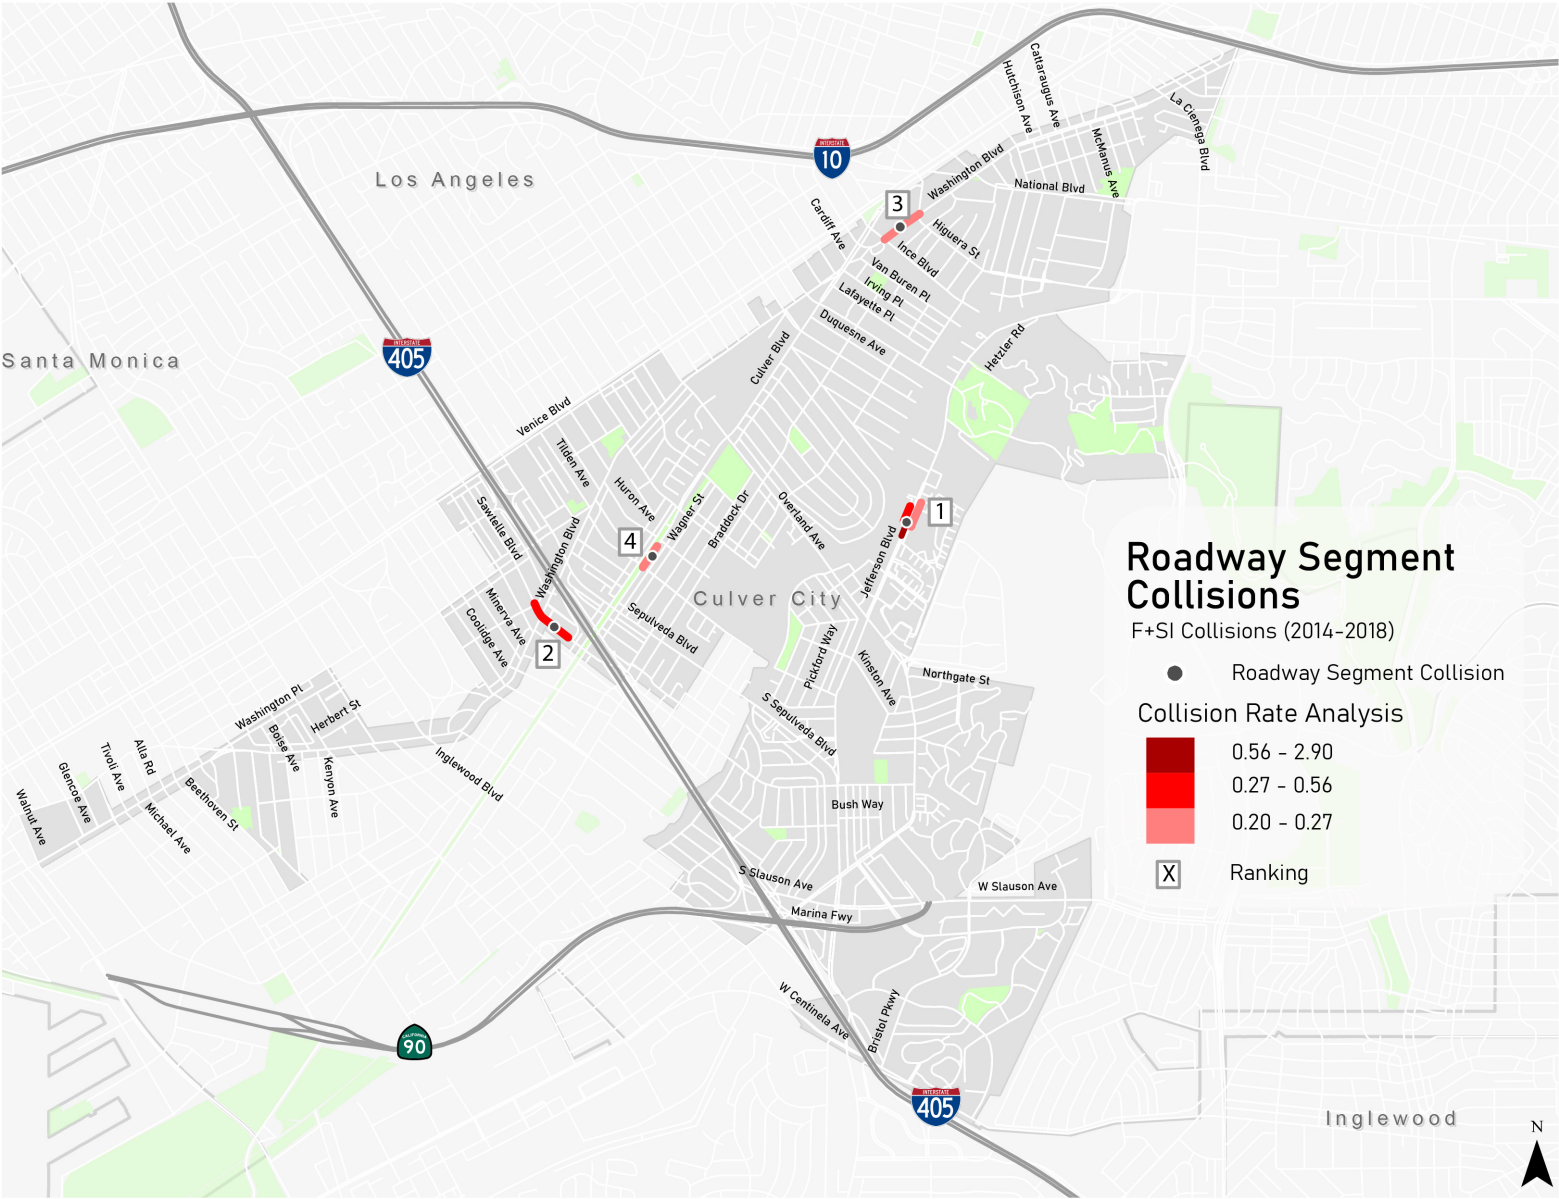 Cattaraugus Ave
Hutchison Ave
La Cienega Blvd
McManus Ave
INTERSTATE
10
Washington Blvd
Los Angeles
National Blvd
3
Cardiff Ave
Higuera St
Ince Blvd
Van Buren Pl
Irving Pl
Lafayette Pl
Duquesne Ave
Hetzler Rd
Culver Blvd
INTERSTATE
405
Santa Monica
Venice Blvd
Tilden Ave
Huron Ave
Wagner St
Braddock Dr
Overland Ave
Sawtelle Blvd
Washington Blvd
4
1
Jefferson Blvd
Culver City
Minerva Ave
Coolidge Ave
Sepulveda Blvd
2
Pickford Way
Kinston Ave
Northgate St
S Sepulveda Blvd
Washington Pl
Herbert St
Boise Ave
Alla Rd
Tivoli Ave
Glencoe Ave
Walnut Ave
Kenyon Ave
Inglewood Blvd
Beethoven St
Michael Ave
Bush Way
S Slauson Ave
W Slauson Ave
Marina Fwy
W Centinela Ave
Bristol Pkwy
CALIFORNIA
90
INTERSTATE
405
Inglewood
Roadway Segment
Collisions
F+SI Collisions (2014-2018)
Roadway Segment Collision
Collision Rate Analysis
0.56 - 2.90
0.27 - 0.56
0.20 - 0.27
X
Ranking
N